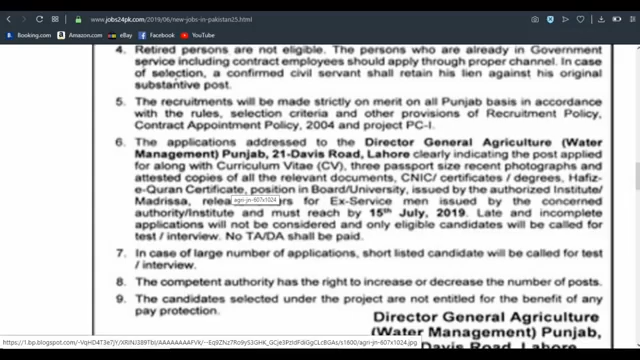 www.jobs24pk.com/2019/06/new-jobs-in-pakistan25.html
Booking.com Amazon.com Facebook YouTube
4. Retired persons are not eligible. The persons who are already in Government
service including contract employees should apply through proper channel. In case
of selection, a confirmed civil servant shall retain his lien against his original
substantive post.
5. The recruitments will be made strictly on merit on all Punjab basis in accordance
with the rules, selection criteria and other provisions of Recruitment Policy,
Contract Appointment Policy, 2004 and project PC-I.
6. The applications addressed to the Director General Agriculture (Water
Management) Punjab, 21-Davis Road, Lahore clearly indicating the post applied
for along with Curriculum Vitae (CV), three passport size recent photographs and
attested copies of all the relevant documents, CNIC/ certificates / degrees, Hafiz-
e-Quran Certificate, position in Board/University, issued by the authorized Institute/
Madrissa, for Ex-Service men issued by the concerned
agri-jn-607x1024
authority/Institute and must reach by 15th July, 2019. Late and incomplete
applications will not be considered and only eligible candidates will be called for
test / interview. No TA/DA shall be paid.
7. In case of large number of applications, short listed candidate will be called for test
/ interview.
8. The competent authority has the right to increase or decrease the number of posts.
9. The candidates selected under the project are not entitled for the benefit of any
pay protection.
Director General Agriculture
(Water Management) Punjab,
Davis Road, Lahore